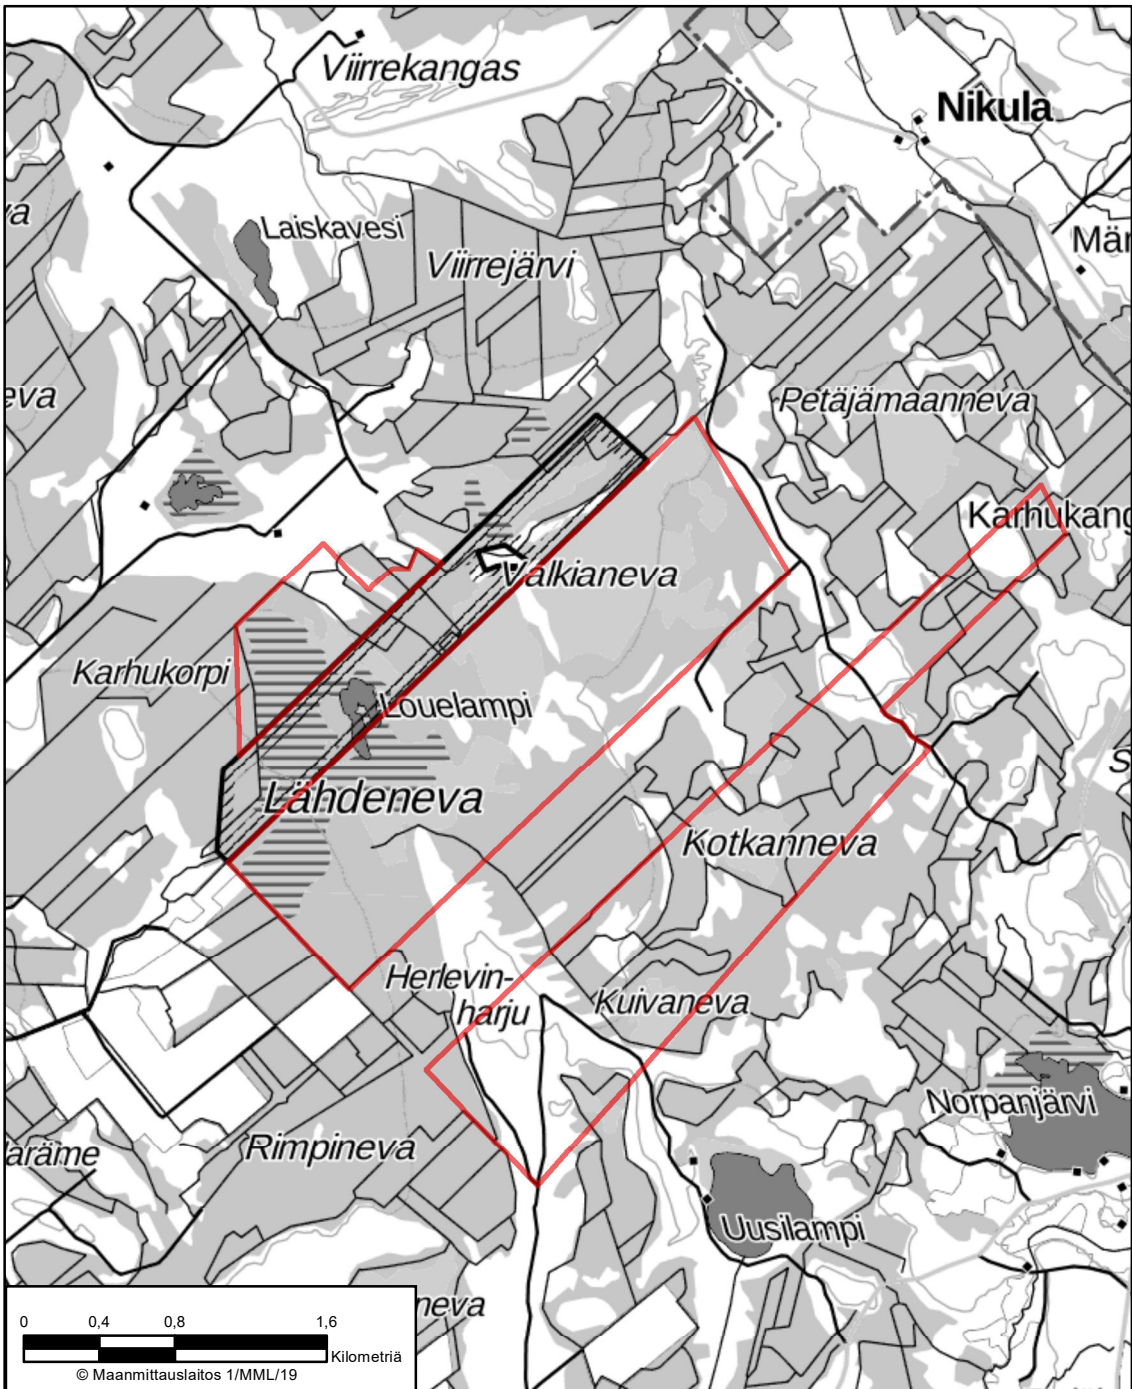 Viirrekangas
Nikula
va
Laiskavesi
Mär
Viirrejärvi
eva
Petäjämaanneva
Karhukang
Valkianeva
Karhukorpi
Louelampi
S
Lähdeneva
Kotkanneva
Herlevin-
harju
Kuivaneva
Norpanjärvi
aräme
Rimpineva
Uusilampi
neva
0 0,4 0,8 1,6
Kilometriä
© Maanmittauslaitos 1/MML/19